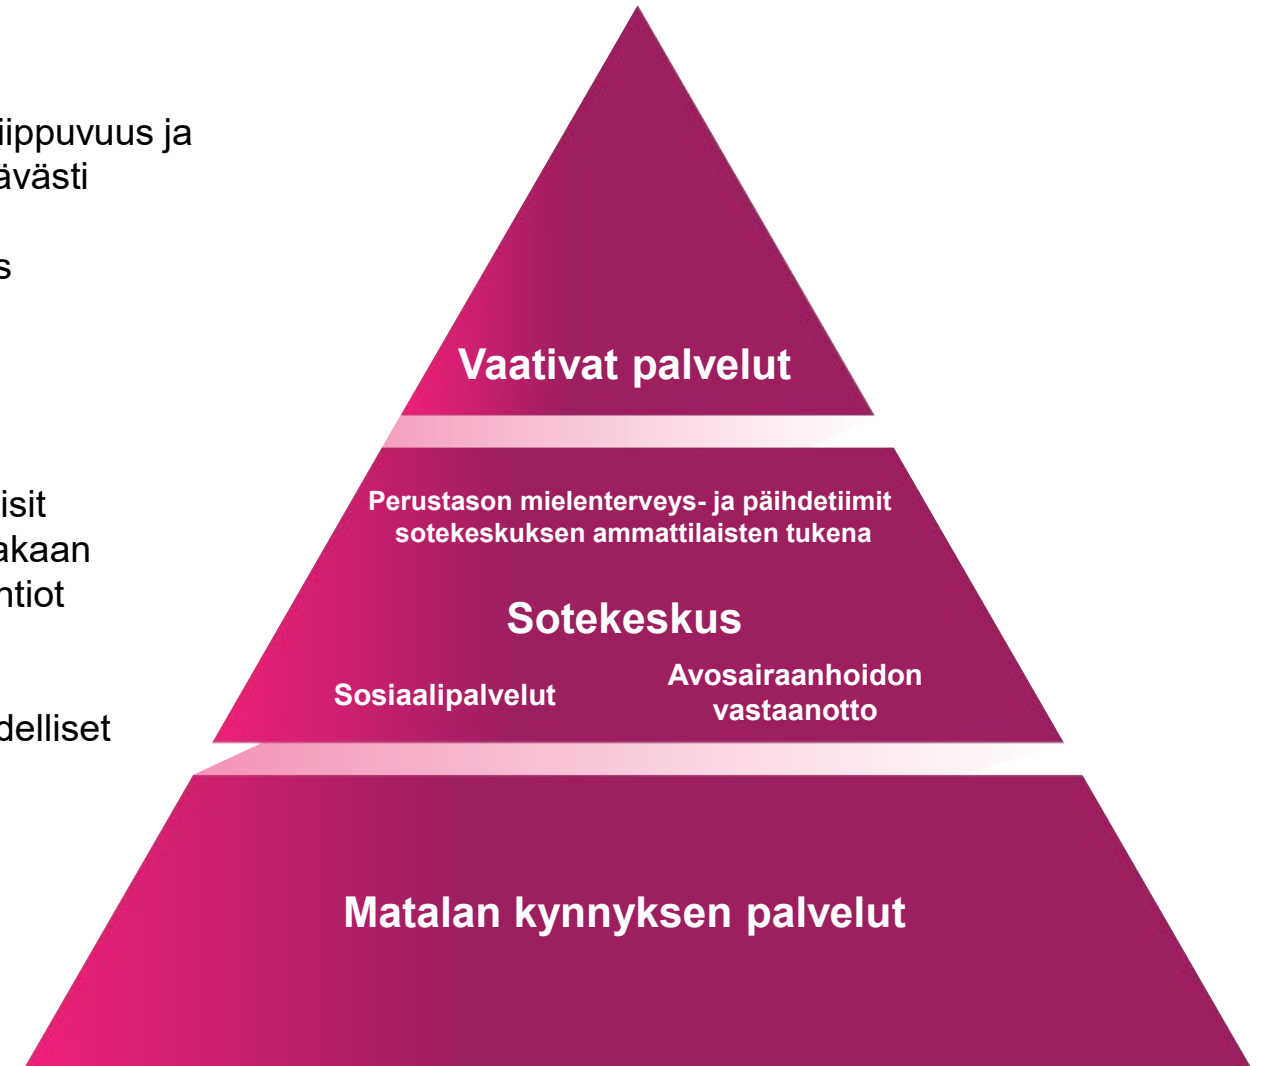 iippuvuus ja
ävästi
s
Vaativat palvelut
isit
akaan
ntiot
delliset
Perustason mielenterveys- ja päihdetiimit
sotekeskuksen ammattilaisten tukena
Sotekeskus
Sosiaalipalvelut
Avosairaanhoidon
vastaanotto
Matalan kynnyksen palvelut